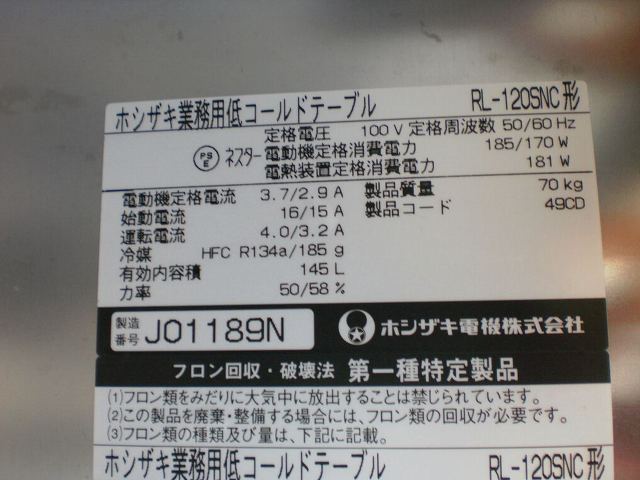 ホシザキ業務用低コールドテーブル RL-120SNC形
定格電圧 100V 定格周波数 50/60 Hz
PSE ネスター 電動機定格消費電力 185/170 W
電熱装置定格消費電力 181 W
電動機定格電流 3.7/2.9 A 製品質量 70 kg
始動電流 16/15 A 製品コード 49CD
運転電流 4.0/3.2 A
冷媒 HFC R134a/185 g
有効内容積 145 L
力率 50/58 %
製造番号 J01189N ホシザキ電機株式会社
フロン回収・破壊法 第一種特定製品
(1)フロン類をみだりに大気中に放出することは禁じられています。
(2)この製品を廃棄・整備する場合には、フロン類の回収が必要です。
(3)フロン類の種類及び量は、下記に記載。
ホシザキ業務用低コールドテーブル RL-120SNC形